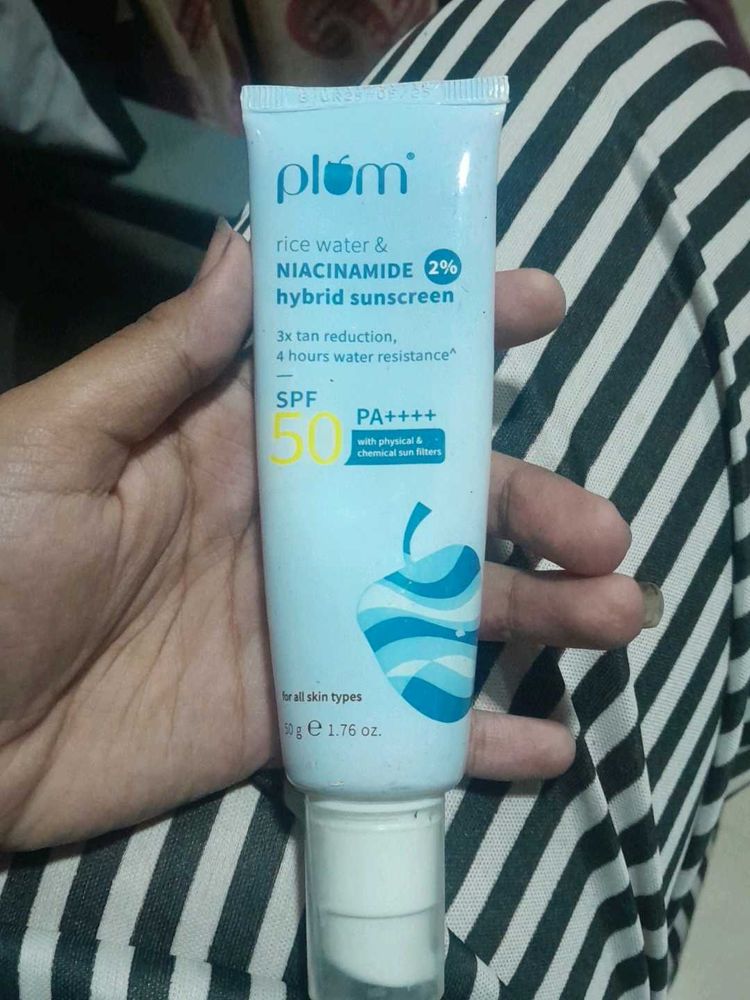 plum®
rice water &
NIACINAMIDE 2%
hybrid sunscreen
3x tan reduction,
4 hours water resistance^
SPF
50 PA++++
with physical &
chemical sun filters
for all skin types
50 g e 1.76 oz.